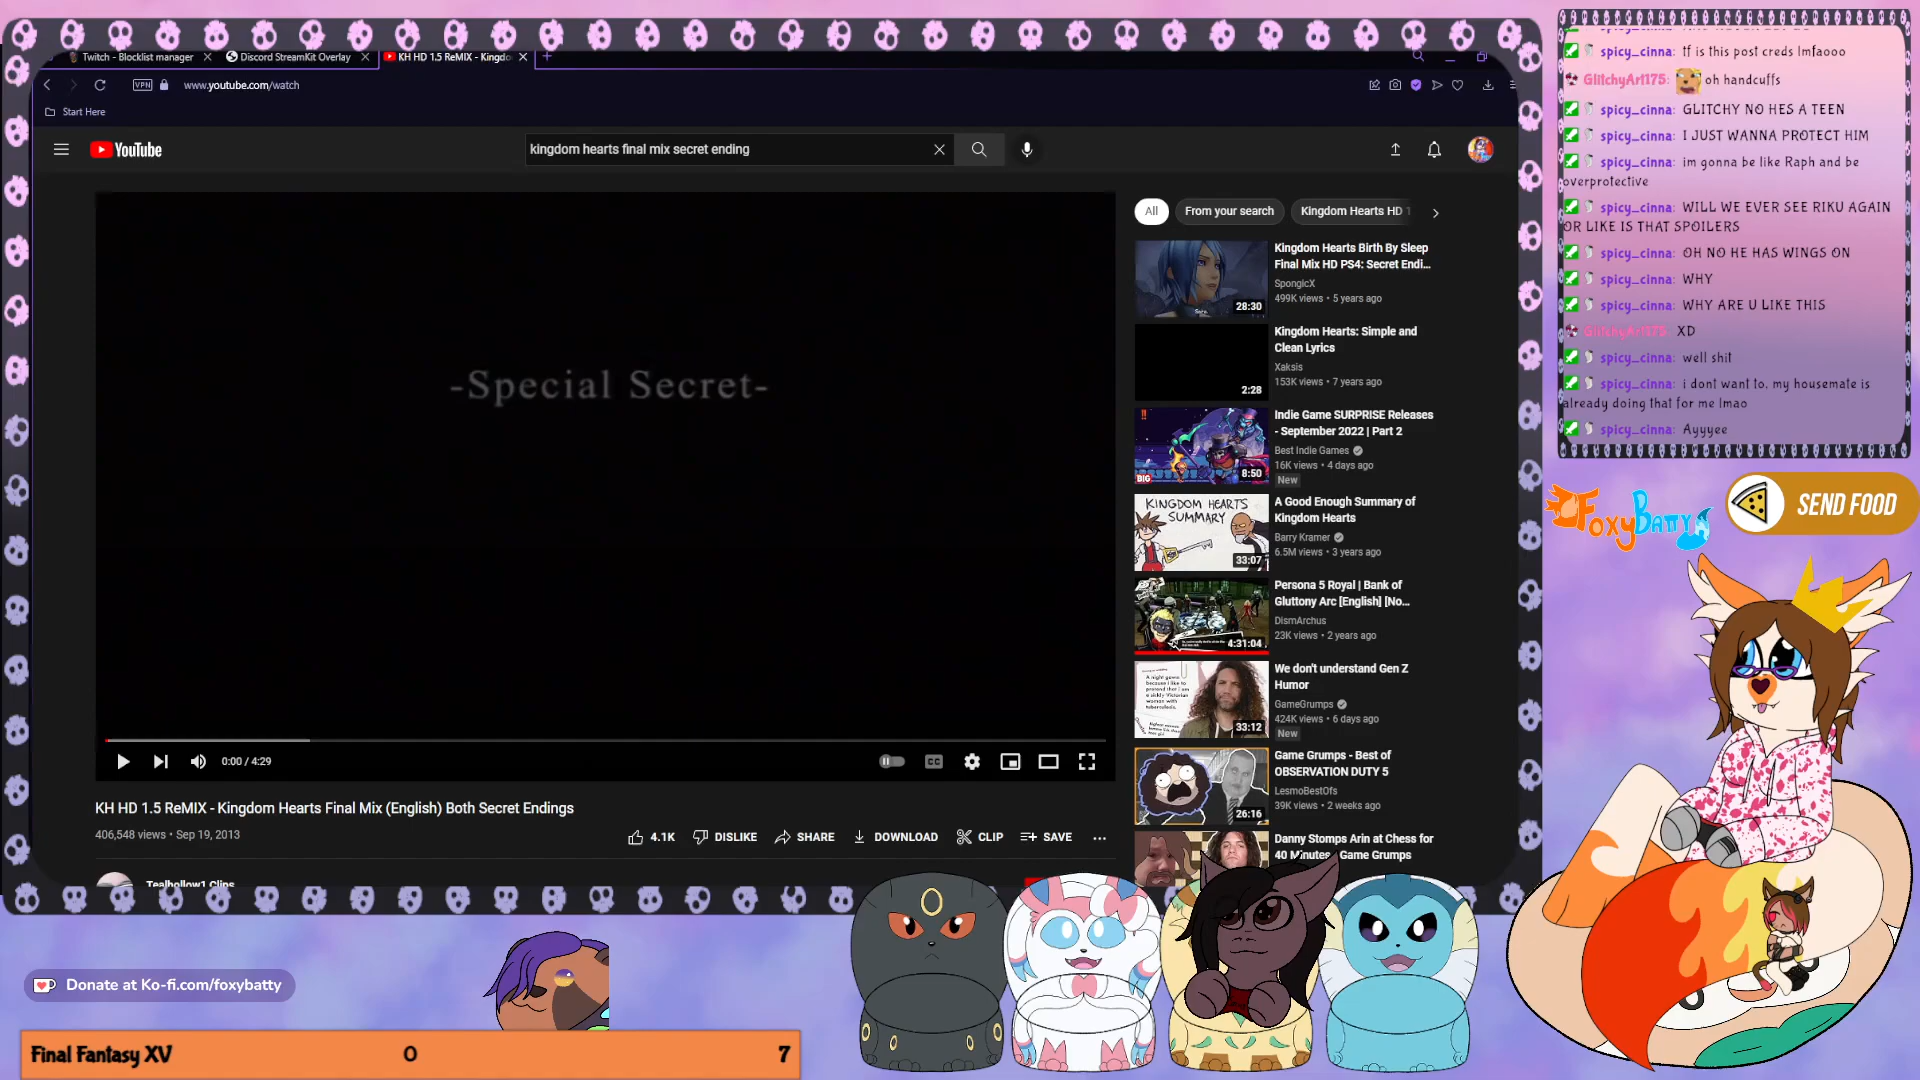 Twitch - Blocklist manager
Discord StreamKit Overlay
KH HD 1.5 ReMIX - Kingdo
VPN
www.youtube.com/watch
Start Here
YouTube
kingdom hearts final mix secret ending
-Special Secret-
0:00 / 4:29
CC
KH HD 1.5 ReMIX - Kingdom Hearts Final Mix (English) Both Secret Endings
406,548 views • Sep 19, 2013
4.1K
DISLIKE
SHARE
DOWNLOAD
CLIP
SAVE
Tealhollow1 Clips
All
From your search
Kingdom Hearts HD 1
Kingdom Hearts Birth By Sleep
Final Mix HD PS4: Secret Endi...
SpongicX
499K views • 5 years ago
28:30
Kingdom Hearts: Simple and
Clean Lyrics
Xaksis
153K views • 7 years ago
2:28
Indie Game SURPRISE Releases
- September 2022 | Part 2
Best Indie Games
16K views • 4 days ago
New
BIG
8:50
KINGDOM HEARTS
SUMMARY
A Good Enough Summary of
Kingdom Hearts
Barry Kramer
6.5M views • 3 years ago
33:07
Persona 5 Royal | Bank of
Gluttony Arc [English] [No...
DismArchus
23K views • 2 years ago
4:31:04
We don't understand Gen Z
Humor
GameGrumps
424K views • 6 days ago
New
33:12
Game Grumps - Best of
OBSERVATION DUTY 5
LesmoBestOfs
39K views • 2 weeks ago
26:16
Danny Stomps Arin at Chess for
40 Minutes | Game Grumps
spicy_cinna: tf is this post creds lmfaooo
GlitchyArt175: oh handcuffs
spicy_cinna: GLITCHY NO HES A TEEN
spicy_cinna: I JUST WANNA PROTECT HIM
spicy_cinna: im gonna be like Raph and be
overprotective
spicy_cinna: WILL WE EVER SEE RIKU AGAIN
OR LIKE IS THAT SPOILERS
spicy_cinna: OH NO HE HAS WINGS ON
spicy_cinna: WHY
spicy_cinna: WHY ARE U LIKE THIS
GlitchyArt175: XD
spicy_cinna: well shit
spicy_cinna: i dont want to, my housemate is
already doing that for me lmao
spicy_cinna: Ayyyee
FoxyBatty
SEND FOOD
Donate at Ko-fi.com/foxybatty
Final Fantasy XV 0 7